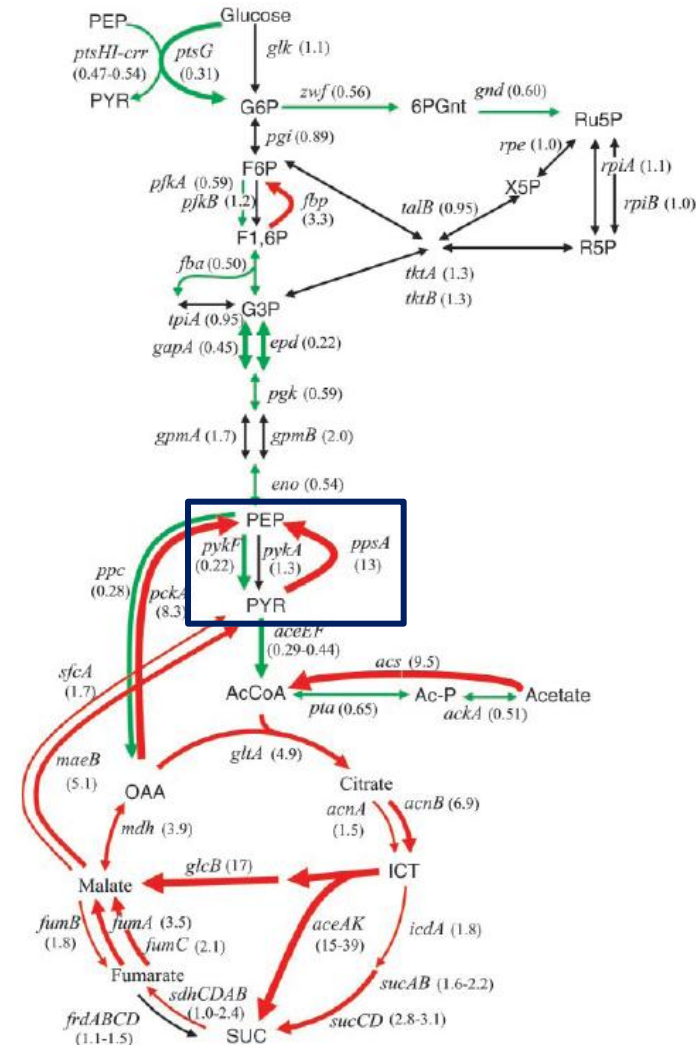 PEP
Glucose
ptsHI-crr
(0.47-0.54)
ptsG
(0.31)
glk (1.1)
PYR
G6P
zwf (0.56)
6PGnt
gnd (0.60)
Ru5P
pgi (0.89)
rpe (1.0)
rpiA (1.1)
F6P
pfkA (0.59)
pfkB (1.2)
fbp
(3.3)
X5P
talB (0.95)
rpiB (1.0)
F1,6P
R5P
fba (0.50)
tktA (1.3)
tktB (1.3)
G3P
tpiA (0.95)
gapA (0.45)
epd (0.22)
pgk (0.59)
gpmA (1.7)
gpmB (2.0)
eno (0.54)
PEP
pykF
(0.22)
pykA
(1.3)
ppsA
(13)
ppc
(0.28)
pckA
(8.3)
PYR
aceEF
(0.29-0.44)
sfcA
(1.7)
acs (9.5)
AcCoA
pta (0.65)
Ac-P
ackA (0.51)
Acetate
gltA (4.9)
maeB
(5.1)
OAA
Citrate
acnA
(1.5)
acnB (6.9)
mdh (3.9)
glcB (17)
ICT
Malate
fumB
(1.8)
fumA (3.5)
fumC (2.1)
aceAK
(15-39)
icdA (1.8)
Fumarate
sucAB (1.6-2.2)
sdhCDAB
(1.0-2.4)
sucCD (2.8-3.1)
frdABCD
(1.1-1.5)
SUC